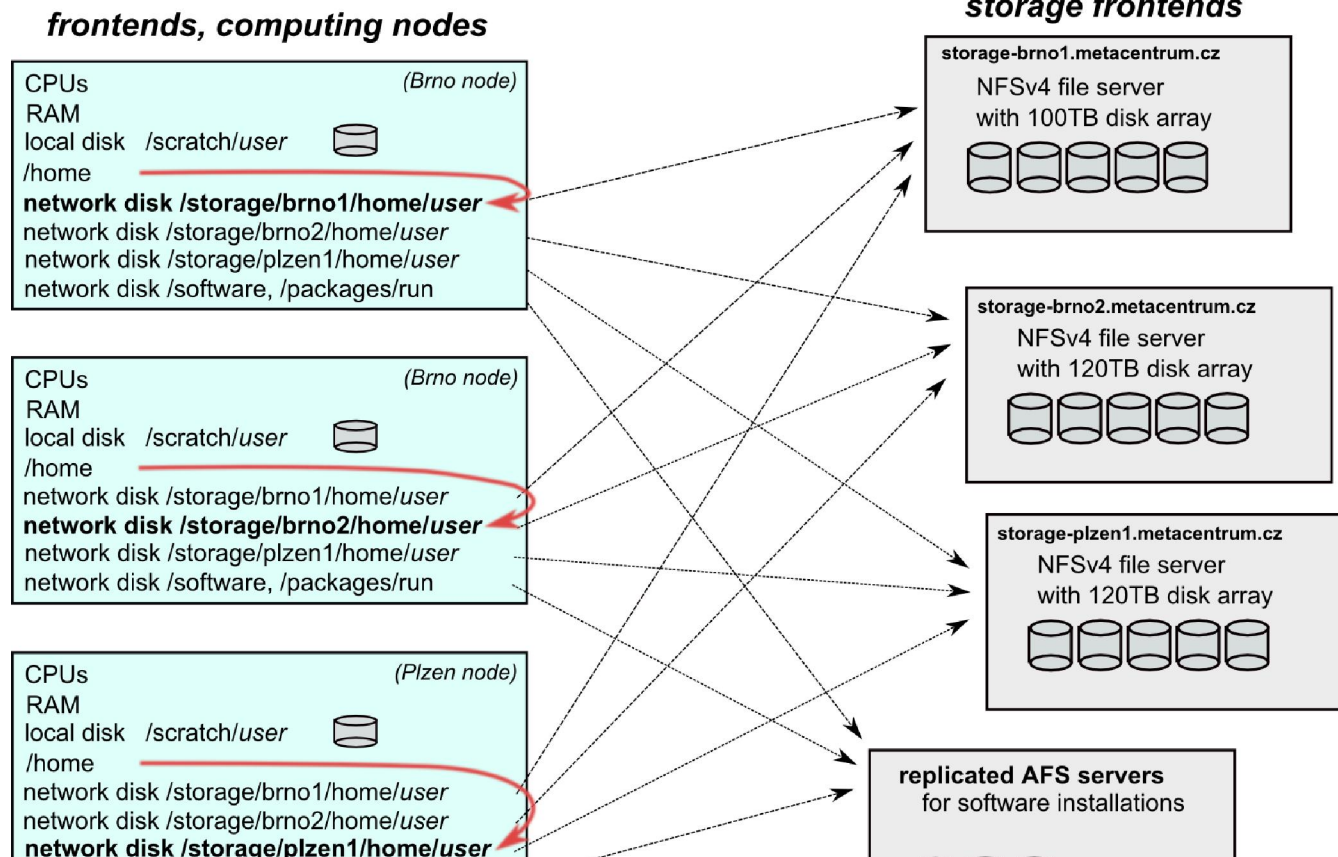 frontends, computing nodes
CPUs
(Brno node)
RAM
local disk /scratch/user
/home
network disk /storage/brno1/home/user
network disk /storage/brno2/home/user
network disk /storage/plzen1/home/user
network disk /software, /packages/run
CPUs
(Brno node)
RAM
local disk /scratch/user
/home
network disk /storage/brno1/home/user
network disk /storage/brno2/home/user
network disk /storage/plzen1/home/user
network disk /software, /packages/run
CPUs
(Plzen node)
RAM
local disk /scratch/user
/home
network disk /storage/brno1/home/user
network disk /storage/brno2/home/user
network disk /storage/plzen1/home/user
storage frontends
storage-brno1.metacentrum.cz
NFSv4 file server
with 100TB disk array
storage-brno2.metacentrum.cz
NFSv4 file server
with 120TB disk array
storage-plzen1.metacentrum.cz
NFSv4 file server
with 120TB disk array
replicated AFS servers
for software installations